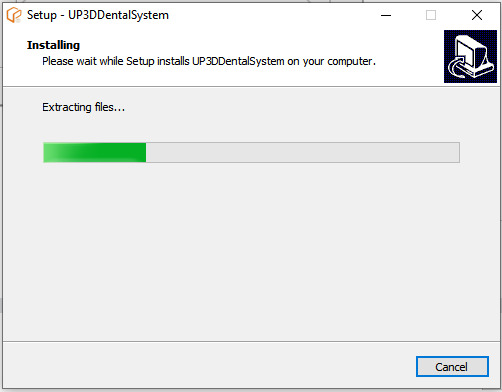 Setup - UP3DDentalSystem
Installing
Please wait while Setup installs UP3DDentalSystem on your computer.
Extracting files...
Cancel